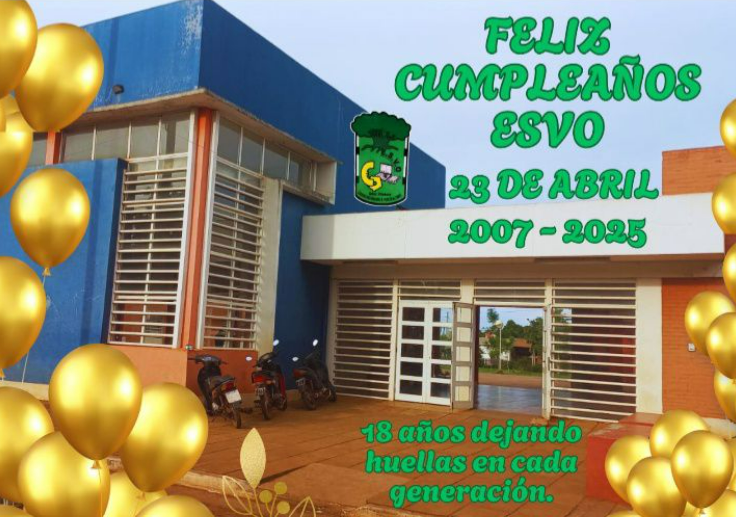 FELIZ
CUMPLEAÑOS
ESVO
23 DE ABRIL
2007 - 2025
18 años dejando
huellas en cada
generación.